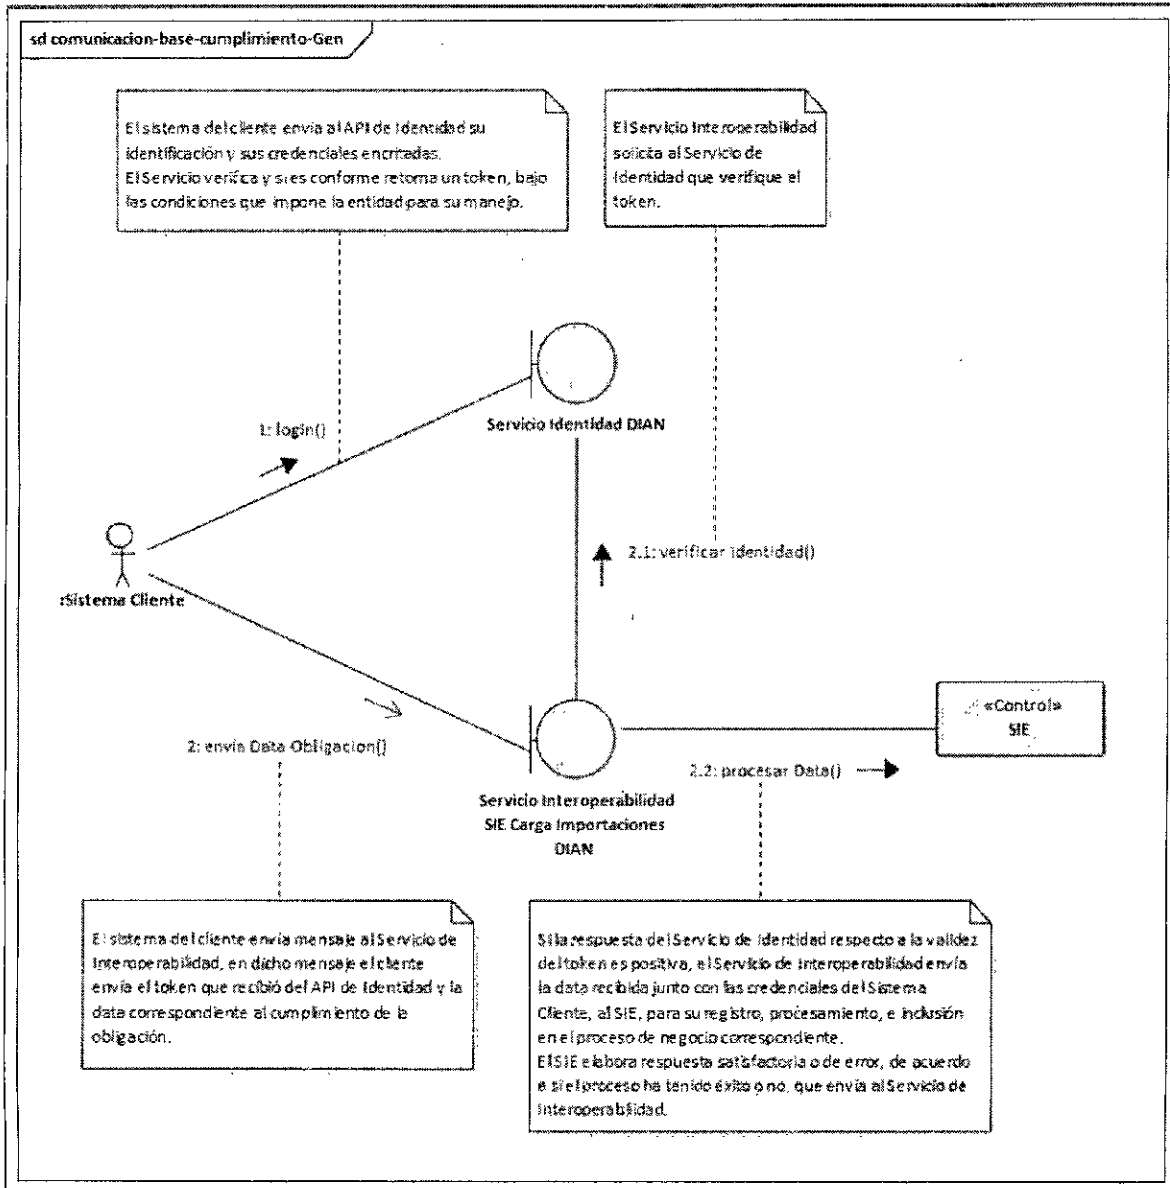 sd comunicacion-base-cumplimiento-Gen
El sistema del cliente envía al API de Identidad su
identificación y sus credenciales encritadas.
El Servicio verifica y si es conforme retorna un token, bajo
las condiciones que impone la entidad para su manejo.
El Servicio Interoperabilidad
solicita al Servicio de
Identidad que verifique el
token.
1: login()
Servicio Identidad DIAN
2.1: verificar Identidad()
:Sistema Cliente
2: envía Data Obligacion()
«Control»
SIE
2.2: procesar Data()
Servicio Interoperabilidad
SIE Carga Importaciones
DIAN
El sistema del cliente envía mensaje al Servicio de
Interoperabilidad, en dicho mensaje el cliente
envía el token que recibió del API de Identidad y la
data correspondiente al cumplimiento de la
obligación.
Si la respuesta del Servicio de Identidad respecto a la validez
del token es positiva, el Servicio de Interoperabilidad envía
la data recibida junto con las credenciales del Sistema
Cliente, al SIE, para su registro, procesamiento, e inclusión
en el proceso de negocio correspondiente.
El SIE elabora respuesta satisfactoria o de error, de acuerdo
a si el proceso ha tenido éxito o no, que envía al Servicio de
Interoperabilidad.